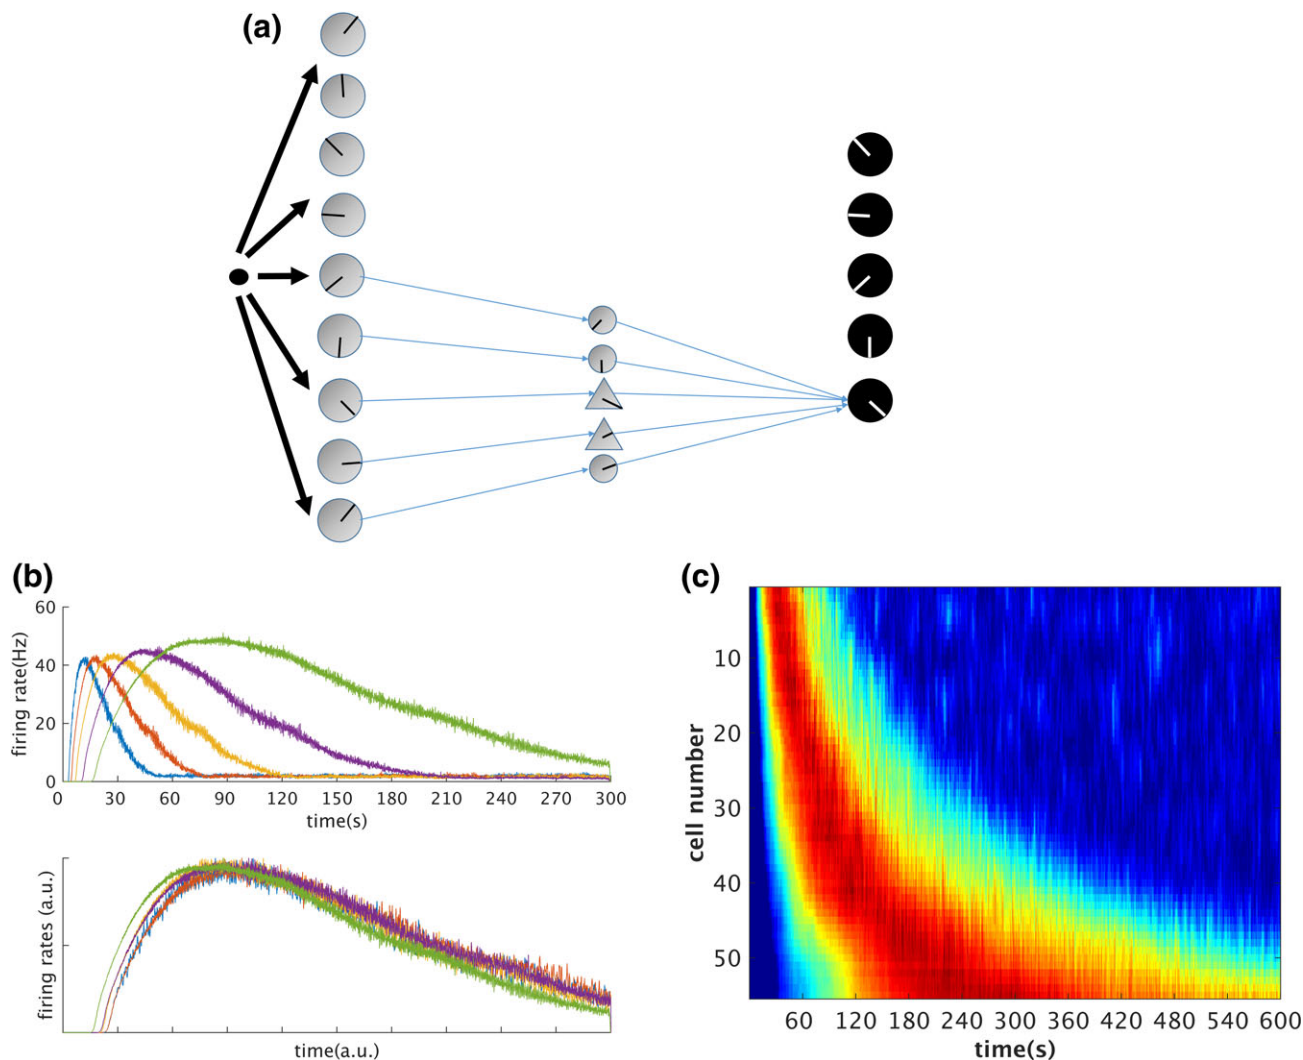 (a)
(b)
60
40
20
0
firing rate(Hz)
0 30 60 90 120 150 180 210 240 270 300
time(s)
firing rates (a.u.)
time(a.u.)
(c)
10
20
30
40
50
cell number
60 120 180 240 300 360 420 480 540 600
time(s)